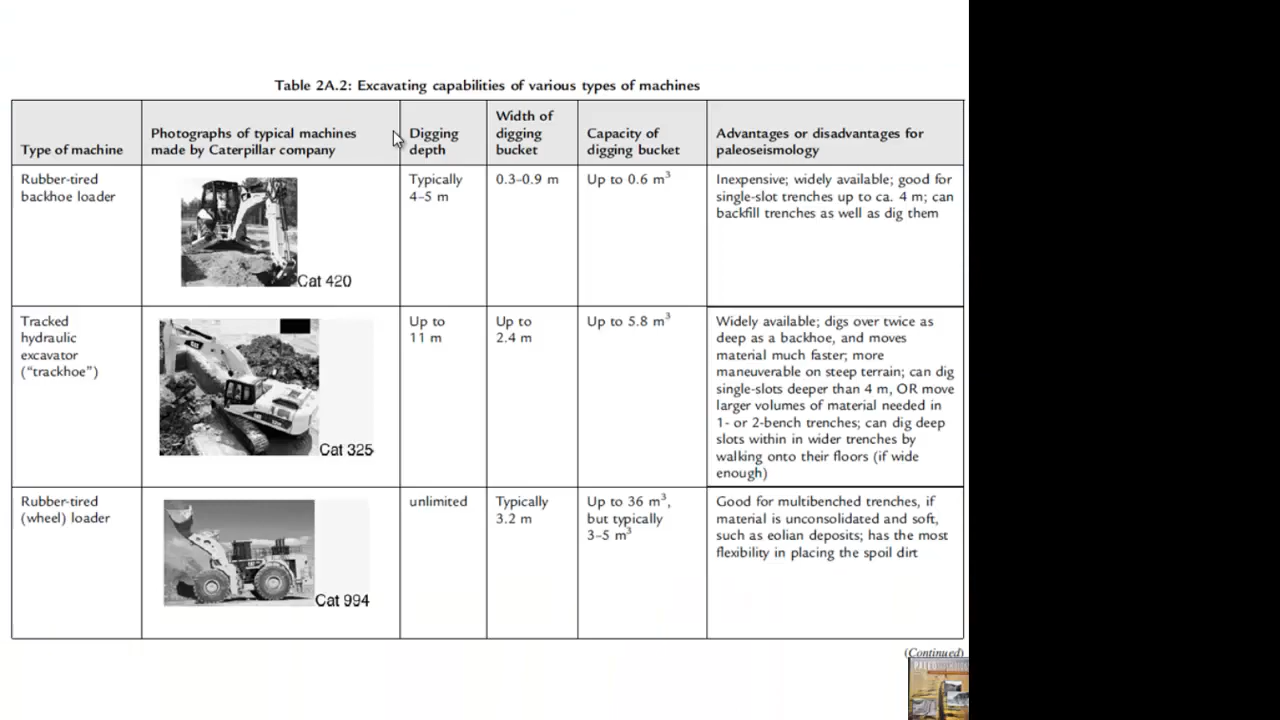 Table 2A.2: Excavating capabilities of various types of machines
Type of machine
Photographs of typical machines
made by Caterpillar company
Digging
depth
Width of
digging
bucket
Capacity of
digging bucket
Advantages or disadvantages for
paleoseismology
Rubber-tired
backhoe loader
Cat 420
Typically
4–5 m
0.3–0.9 m
Up to 0.6 m³
Inexpensive; widely available; good for
single-slot trenches up to ca. 4 m; can
backfill trenches as well as dig them
Tracked
hydraulic
excavator
(“trackhoe”)
Cat 325
Up to
11 m
Up to
2.4 m
Up to 5.8 m³
Widely available; digs over twice as
deep as a backhoe, and moves
material much faster; more
maneuverable on steep terrain; can dig
single-slots deeper than 4 m, OR move
larger volumes of material needed in
1- or 2-bench trenches; can dig deep
slots within in wider trenches by
walking onto their floors (if wide
enough)
Rubber-tired
(wheel) loader
Cat 994
unlimited
Typically
3.2 m
Up to 36 m³,
but typically
3–5 m³
Good for multibenched trenches, if
material is unconsolidated and soft,
such as eolian deposits; has the most
flexibility in placing the spoil dirt
(Continued)